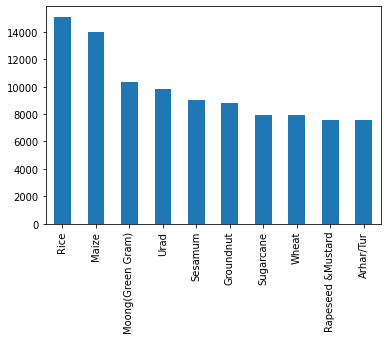 14000
12000
10000
8000
6000
4000
2000
0
Rice
Maize
Moong(Green Gram)
Urad
Sesamum
Groundnut
Sugarcane
Wheat
Rapeseed &Mustard
Arhar/Tur